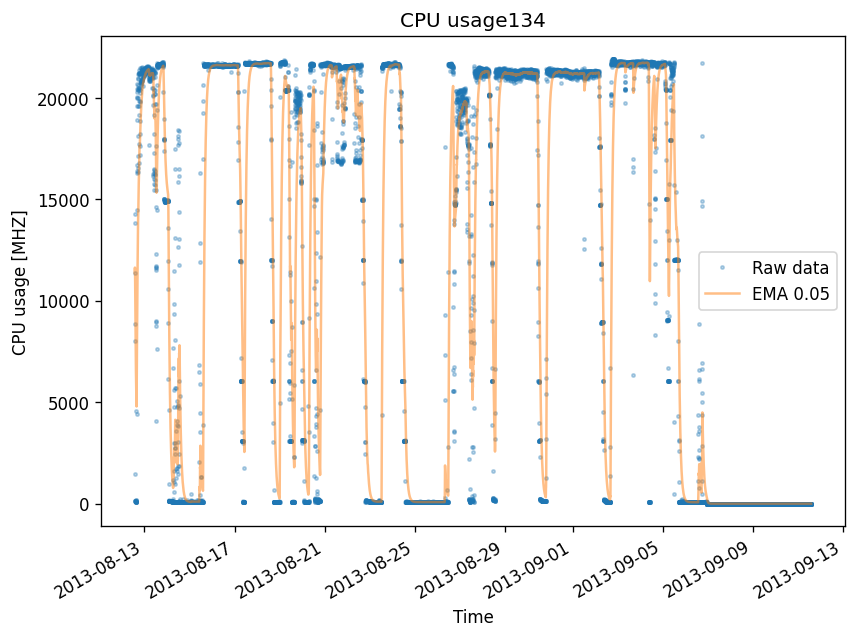 CPU usage134
CPU usage [MHZ]
20000
15000
10000
5000
0
Raw data
EMA 0.05
2013-08-13
2013-08-17
2013-08-21
2013-08-25
2013-08-29
2013-09-01
2013-09-05
2013-09-09
2013-09-13
Time